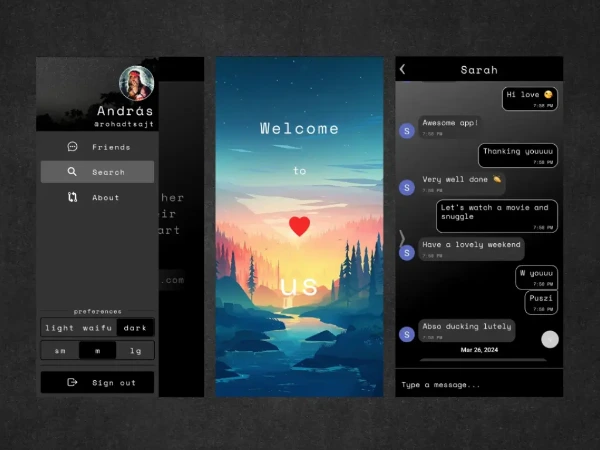 András
@rohadtsajt
Friends
Search
About
her
eir
art
.com
preferences
light waifu dark
sm m lg
Sign out
Welcome
to
us
Sarah
Hi love 😘
7:58 PM
S
Awesome app!
7:58 PM
Thanking youuuu
7:58 PM
S
Very well done 👏
7:58 PM
Let's watch a movie and
snuggle
7:58 PM
S
Have a lovely weekend
7:58 PM
W youuu
7:58 PM
Puszi
7:58 PM
S
Abso ducking lutely
7:58 PM
Mar 26, 2024
Type a message...